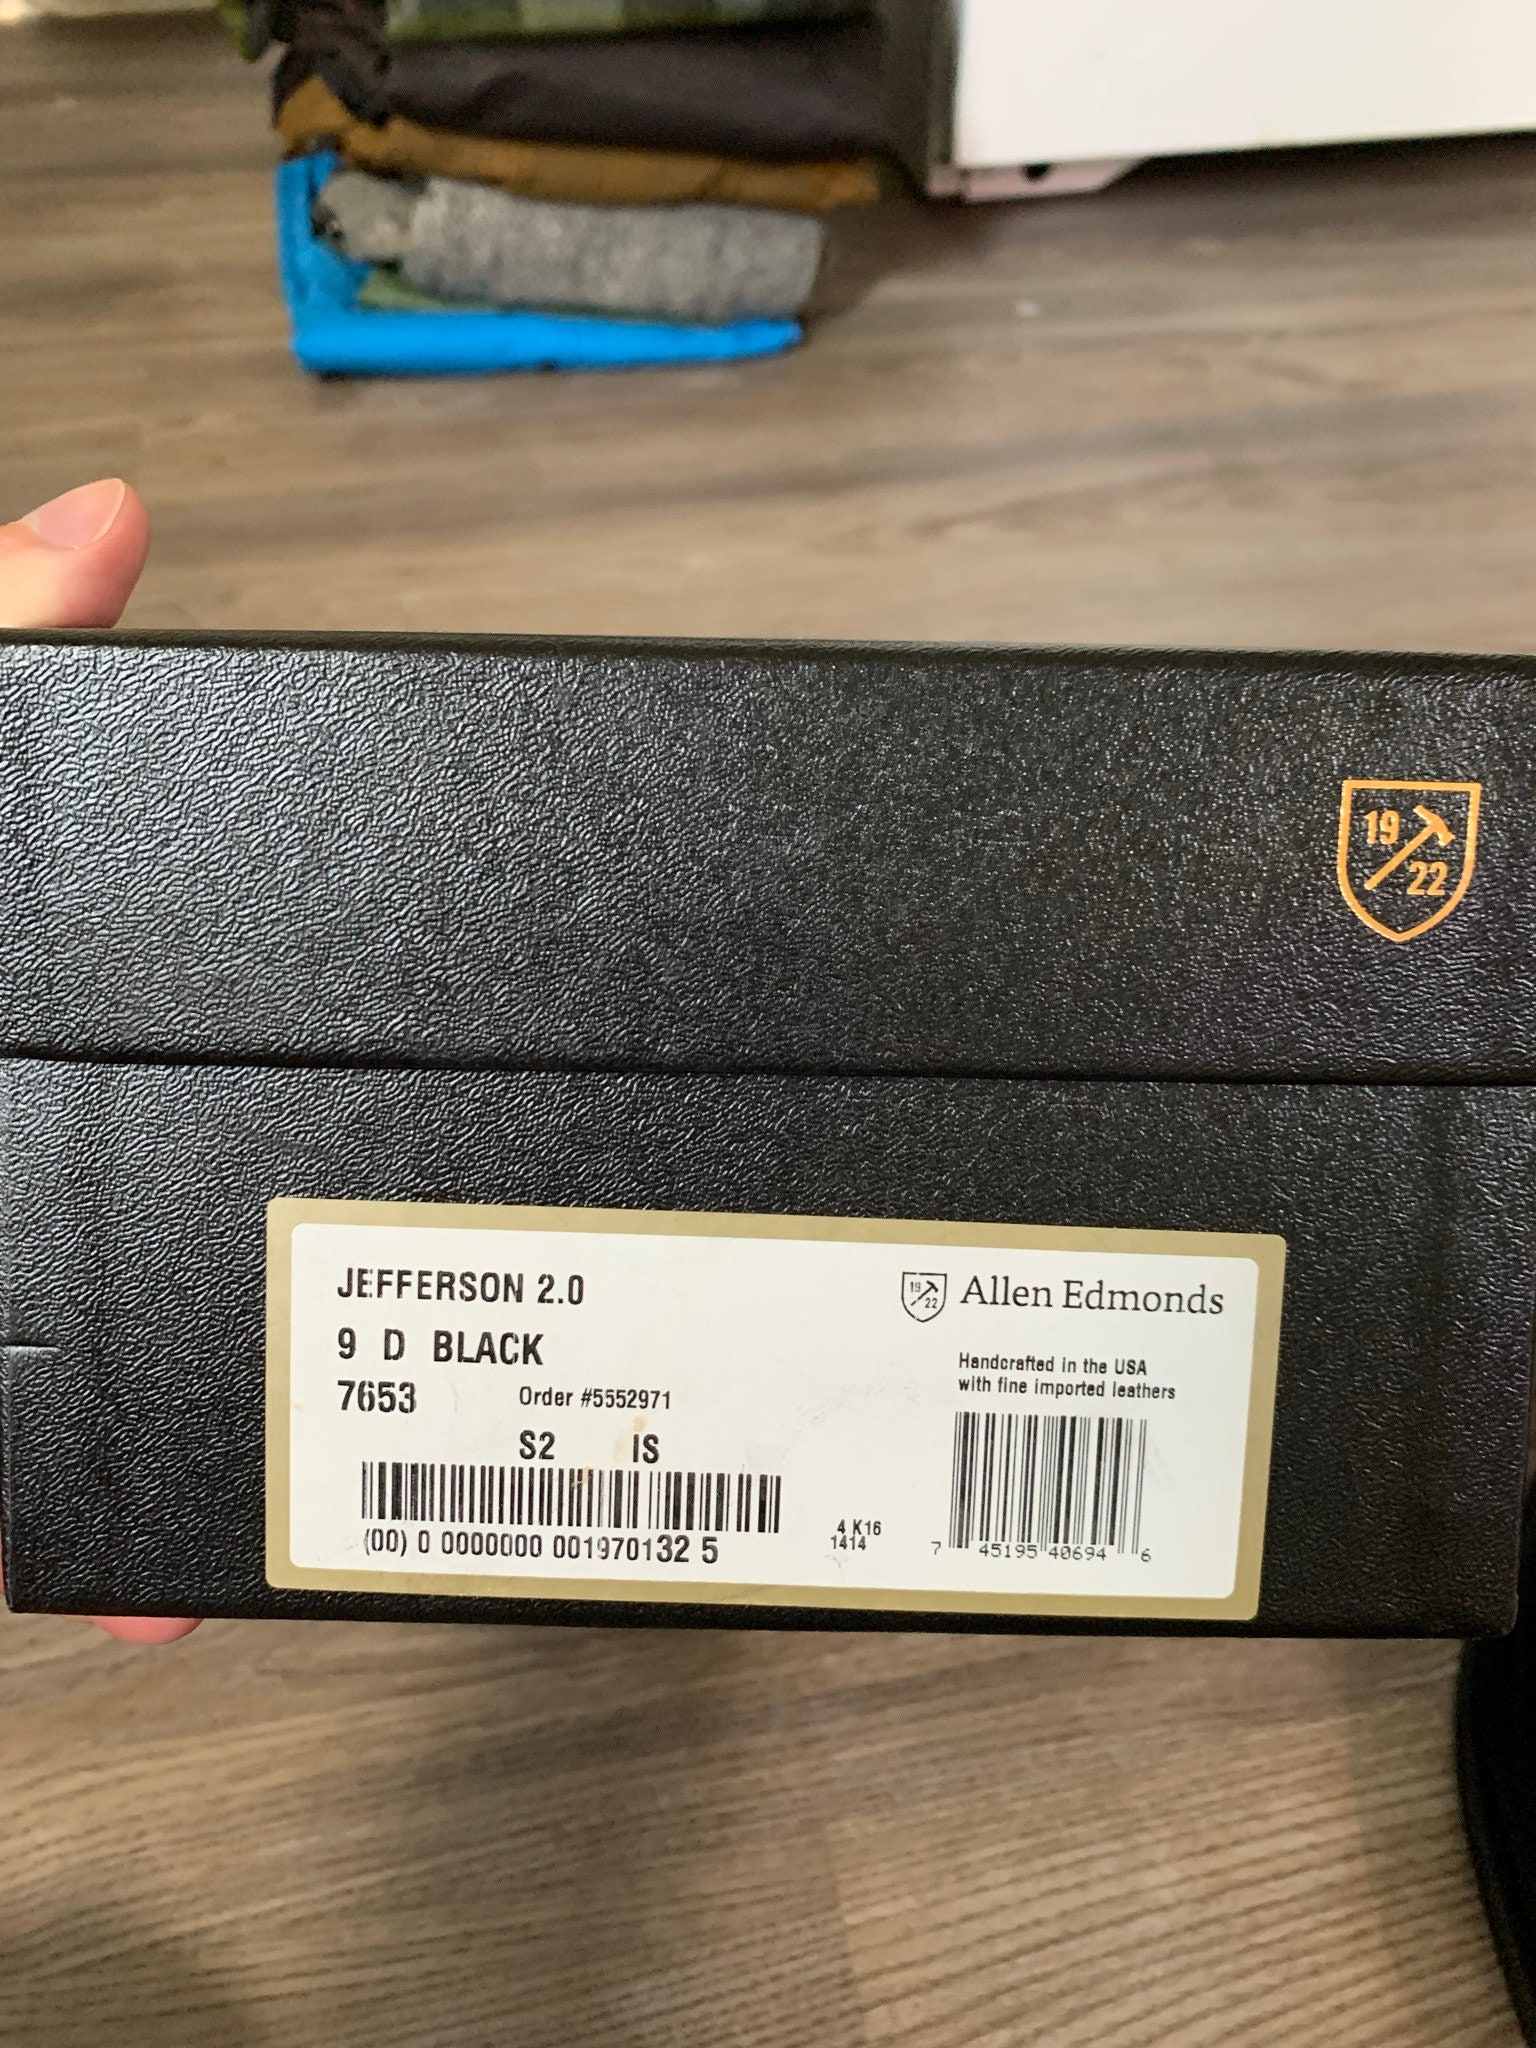 19
22
JEFFERSON 2.0
19
22
Allen Edmonds
9 D BLACK
Handcrafted in the USA
with fine imported leathers
7653
Order #5552971
S2 IS
(00) 0 0000000 001970132 5
4 K16
1414
7 45195 40694 6